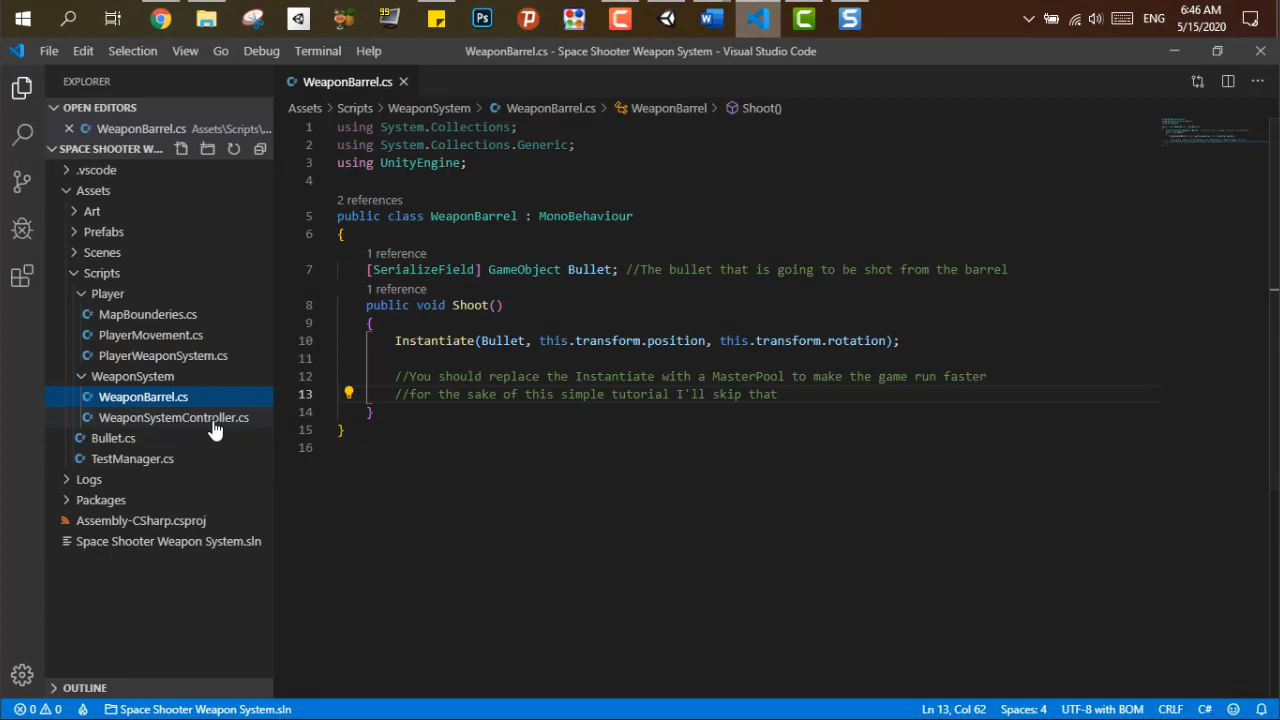 ENG
6:46 AM
5/15/2020
File Edit Selection View Go Debug Terminal Help
WeaponBarrel.cs - Space Shooter Weapon System - Visual Studio Code
EXPLORER
OPEN EDITORS
WeaponBarrel.cs Assets\Scripts\...
SPACE SHOOTER W...
.vscode
Assets
Art
Prefabs
Scenes
Scripts
Player
MapBounderies.cs
PlayerMovement.cs
PlayerWeaponSystem.cs
WeaponSystem
WeaponBarrel.cs
WeaponSystemController.cs
Bullet.cs
TestManager.cs
Logs
Packages
Assembly-CSharp.csproj
Space Shooter Weapon System.sln
OUTLINE
WeaponBarrel.cs
Assets > Scripts > WeaponSystem > WeaponBarrel.cs > WeaponBarrel > Shoot()
1 using System.Collections;
2 using System.Collections.Generic;
3 using UnityEngine;
4
2 references
5 public class WeaponBarrel : MonoBehaviour
6 {
1 reference
7 [SerializeField] GameObject Bullet; //The bullet that is going to be shot from the barrel
1 reference
8 public void Shoot()
9 {
10 Instantiate(Bullet, this.transform.position, this.transform.rotation);
11
12 //You should replace the Instantiate with a MasterPool to make the game run faster
13 //for the sake of this simple tutorial I'll skip that
14 }
15 }
16
0 0 Space Shooter Weapon System.sln
Ln 13, Col 62 Spaces: 4 UTF-8 with BOM CRLF C#